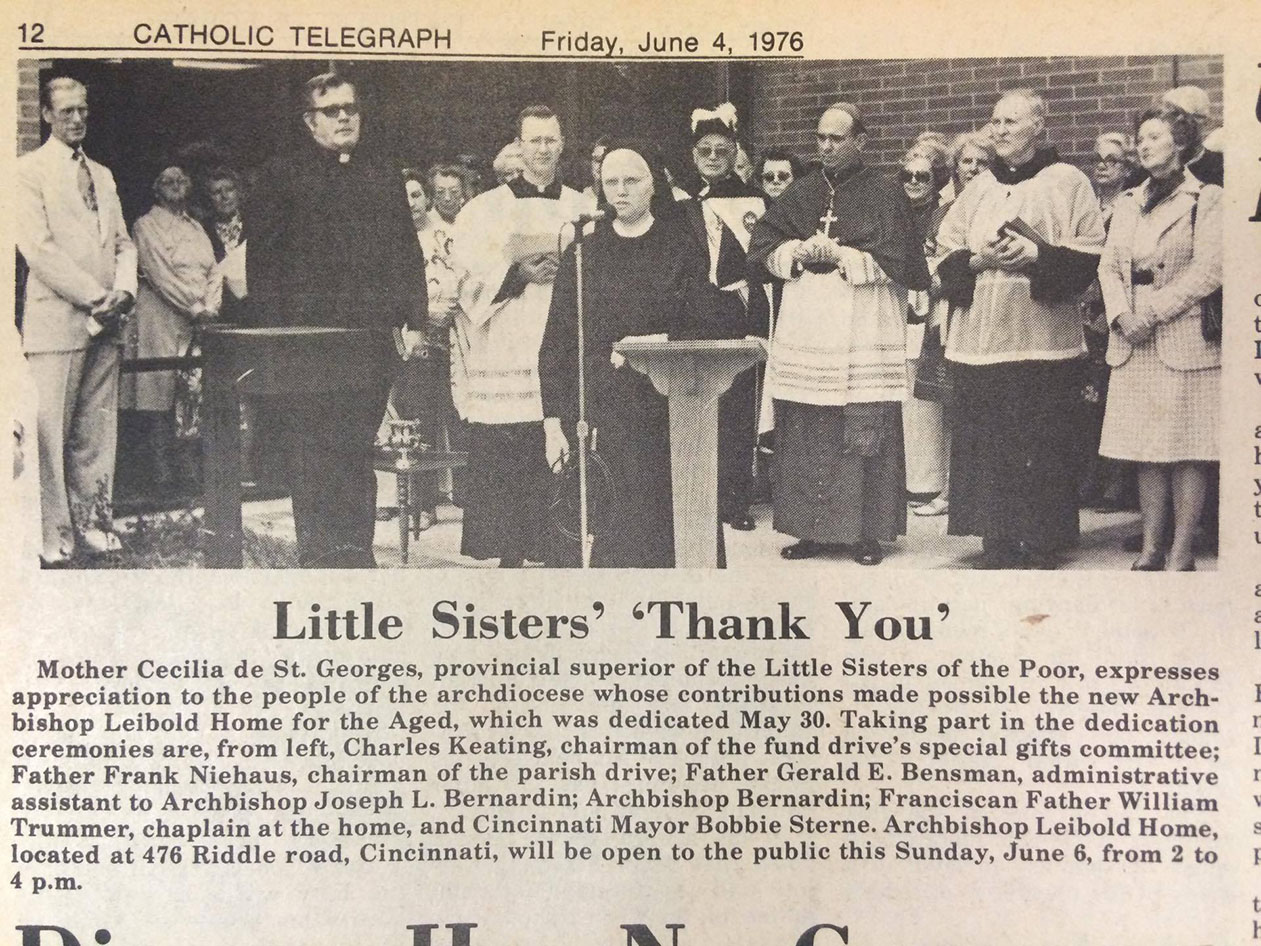 12 CATHOLIC TELEGRAPH Friday, June 4, 1976
Little Sisters’ ‘Thank You’
Mother Cecilia de St. Georges, provincial superior of the Little Sisters of the Poor, expresses
appreciation to the people of the archdiocese whose contributions made possible the new Arch-
bishop Leibold Home for the Aged, which was dedicated May 30. Taking part in the dedication
ceremonies are, from left, Charles Keating, chairman of the fund drive’s special gifts committee;
Father Frank Niehaus, chairman of the parish drive; Father Gerald E. Bensman, administrative
assistant to Archbishop Joseph L. Bernardin; Archbishop Bernardin; Franciscan Father William
Trummer, chaplain at the home, and Cincinnati Mayor Bobbie Sterne. Archbishop Leibold Home,
located at 476 Riddle road, Cincinnati, will be open to the public this Sunday, June 6, from 2 to
4 p.m.